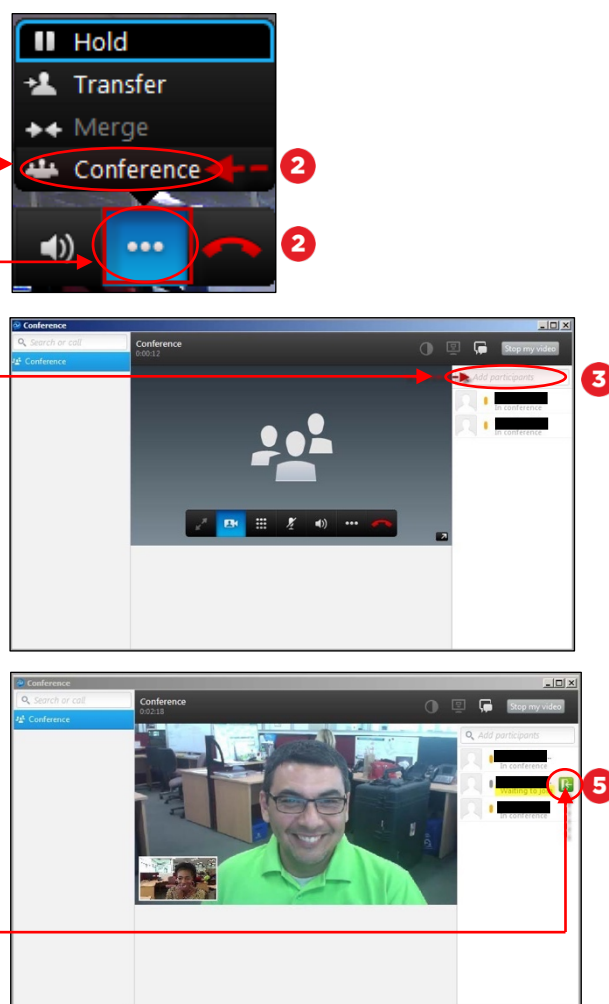 Hold
Transfer
Merge
Conference
2
2
Conference
Search or call
Conference
Conference
0:00:12
Stop my video
Add participants
3
In conference
In conference
Conference
Search or call
Conference
Conference
0:02:18
Stop my video
Add participants
In conference
Waiting to
5
In conference